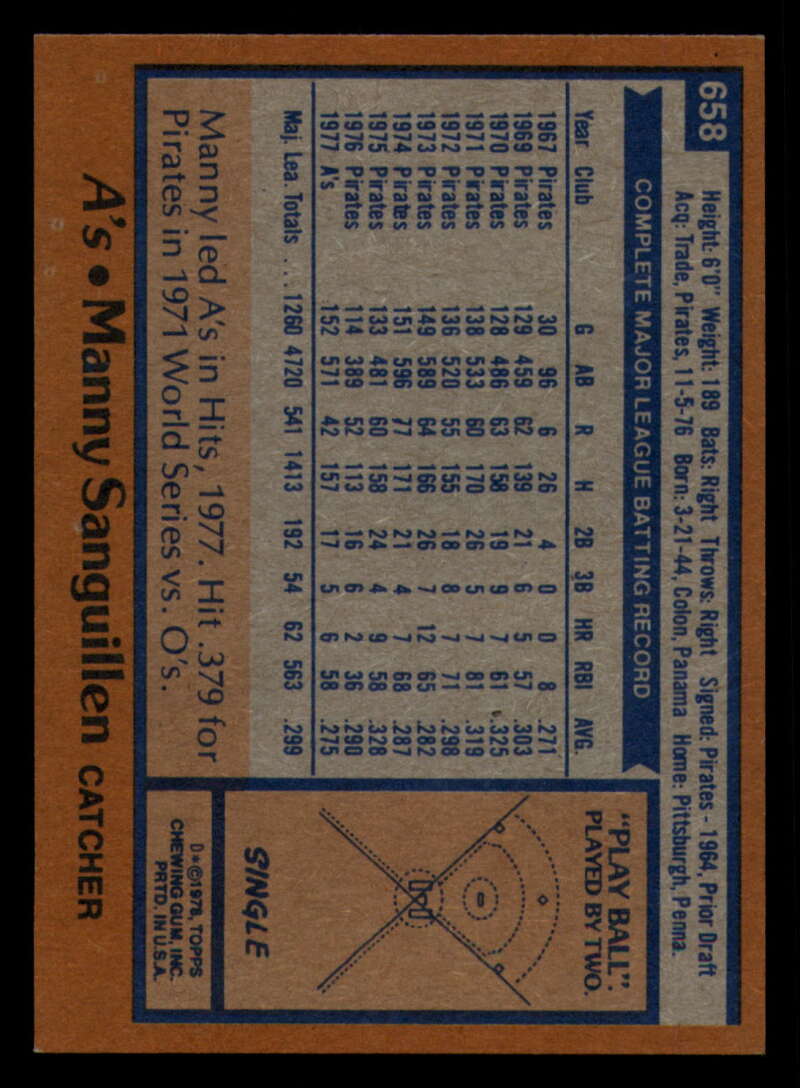 658
Height: 6'0" Weight: 189 Bats: Right Throws: Right Signed: Pirates - 1964, Prior Draft
Acq: Trade, Pirates, 11-5-76 Born: 3-21-44, Colon, Panama Home: Pittsburgh, Penna.
COMPLETE MAJOR LEAGUE BATTING RECORD
Year Club G AB R H 2B 3B HR RBI AVG.
1967 Pirates 30 96 6 26 4 0 0 8 .271
1969 Pirates 129 459 62 139 21 6 5 57 .303
1970 Pirates 128 486 63 158 19 9 7 61 .325
1971 Pirates 138 533 60 170 26 5 7 81 .319
1972 Pirates 136 520 55 155 18 8 7 71 .298
1973 Pirates 149 589 64 166 26 7 12 65 .282
1974 Pirates 151 596 77 171 21 4 7 68 .287
1975 Pirates 133 481 60 158 24 4 9 58 .328
1976 Pirates 114 389 52 113 16 6 2 36 .290
1977 A's 152 571 42 157 17 5 6 58 .275
Maj. Lea. Totals ... 1260 4720 541 1413 192 54 62 563 .299
Manny led A's in Hits, 1977. Hit .379 for
Pirates in 1971 World Series vs. O's.
"PLAY BALL":
PLAYED BY TWO.
SINGLE
D*©1978, TOPPS
CHEWING GUM, INC.
PRTD. IN U.S.A.
A's • Manny Sanguillen CATCHER